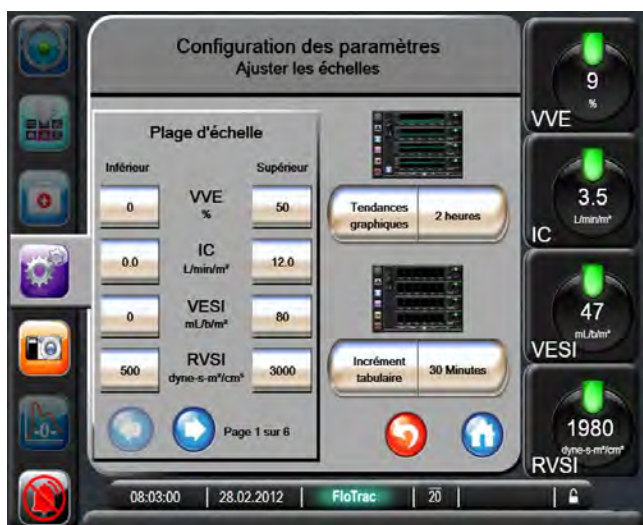 Configuration des paramètres
Ajuster les échelles
Plage d'échelle
Inférieur Supérieur
0 VVE % 50
0.0 IC L/min/m² 12.0
0 VESI mL/b/m² 80
500 RVSI dyne-s-m²/cm⁵ 3000
Page 1 sur 6
Tendances graphiques 2 heures
Incrément tabulaire 30 Minutes
9
%
VVE
3.5
L/min/m²
IC
47
mL/b/m²
VESI
1980
dyne-s-m²/cm⁵
RVSI
-0-
08:03:00 28.02.2012 FloTrac 20